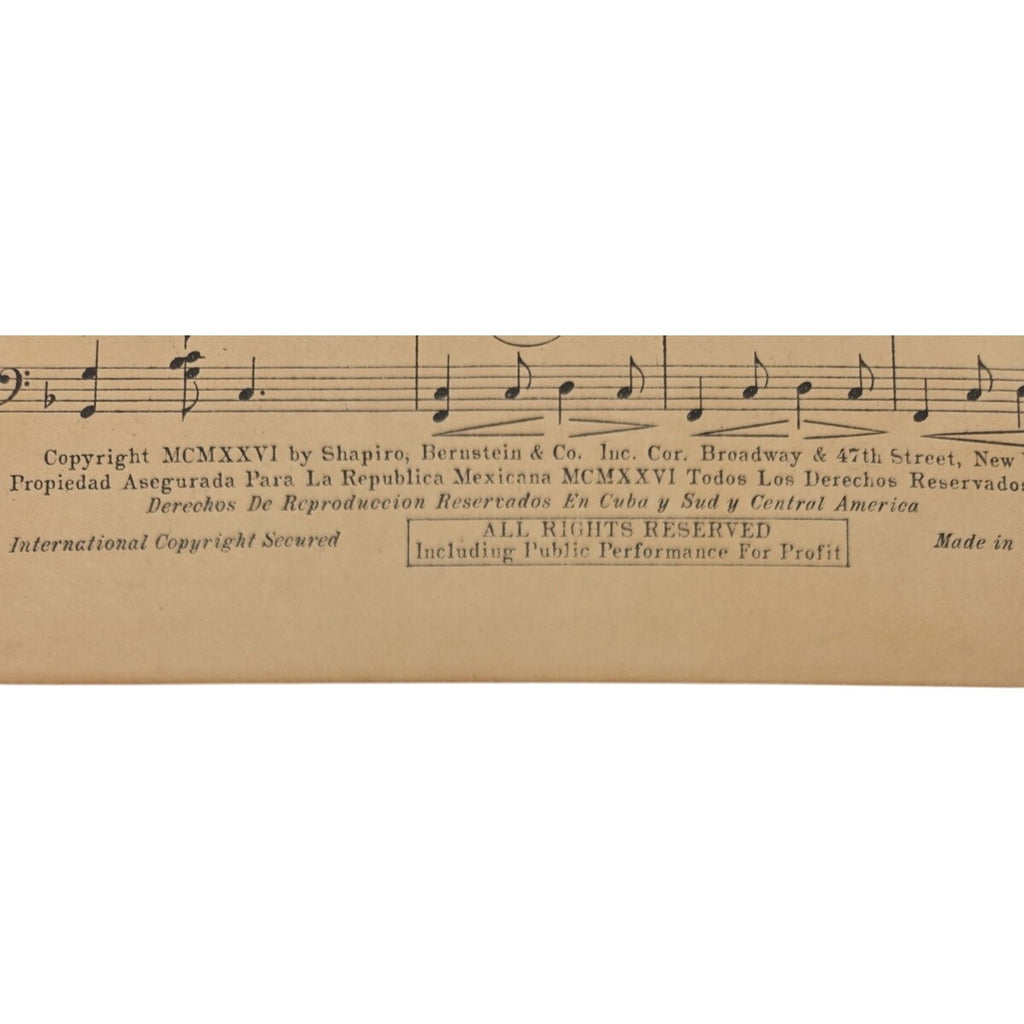 Copyright MCMXXVI by Shapiro, Bernstein & Co. Inc. Cor. Broadway & 47th Street, New
Propiedad Asegurada Para La Republica Mexicana MCMXXVI Todos Los Derechos Reservados
Derechos De Reproduccion Reservados En Cuba y Sud y Central America
International Copyright Secured
ALL RIGHTS RESERVED
Including Public Performance For Profit
Made in